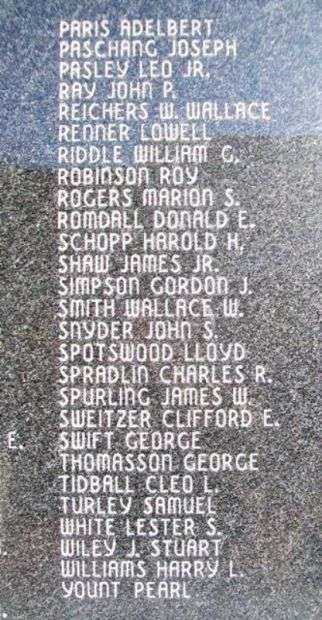 PARIS ADELBERT
PASCHANG JOSEPH
PASLEY LEO JR.
RAY JOHN P.
REICHERS W. WALLACE
RENNER LOWELL
RIDDLE WILLIAM G.
ROBINSON ROY
ROGERS MARION S.
ROMDALL DONALD E.
SCHOPP HAROLD H.
SHAW JAMES JR.
SIMPSON GORDON J.
SMITH WALLACE W.
SNYDER JOHN S.
SPOTSWOOD LLOYD
SPRADLIN CHARLES R.
SPURLING JAMES W.
SWEITZER CLIFFORD E.
E. SWIFT GEORGE
THOMASSON GEORGE
TIDBALL CLEO L.
TURLEY SAMUEL
WHITE LESTER S.
WILEY J. STUART
WILLIAMS HARRY L.
YOUNT PEARL